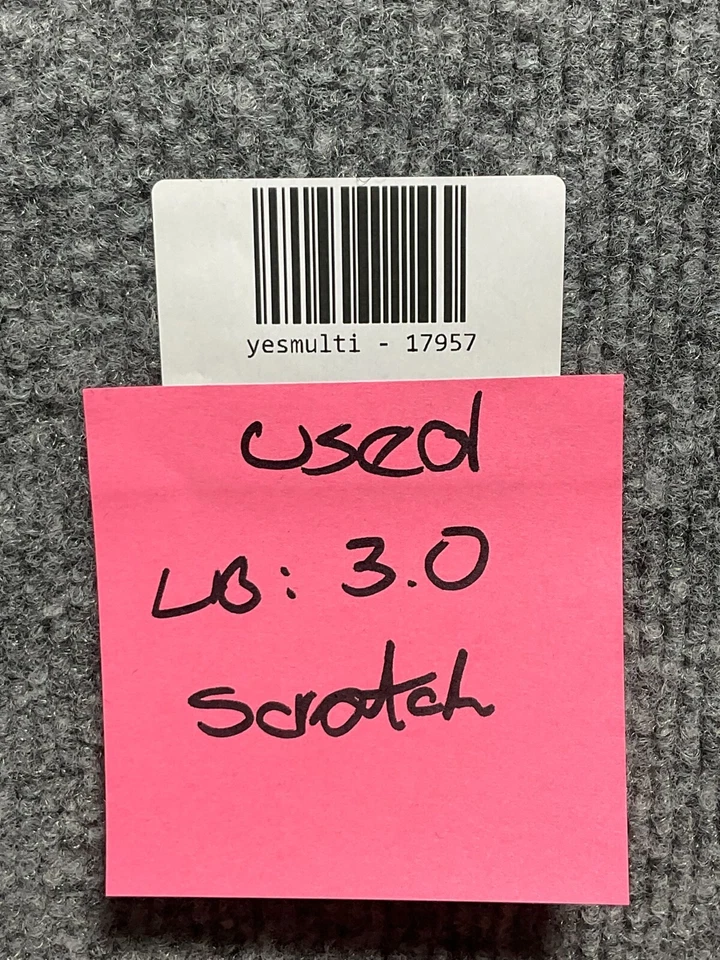 yesmulti - 17957
used
LB: 3.0
scratch